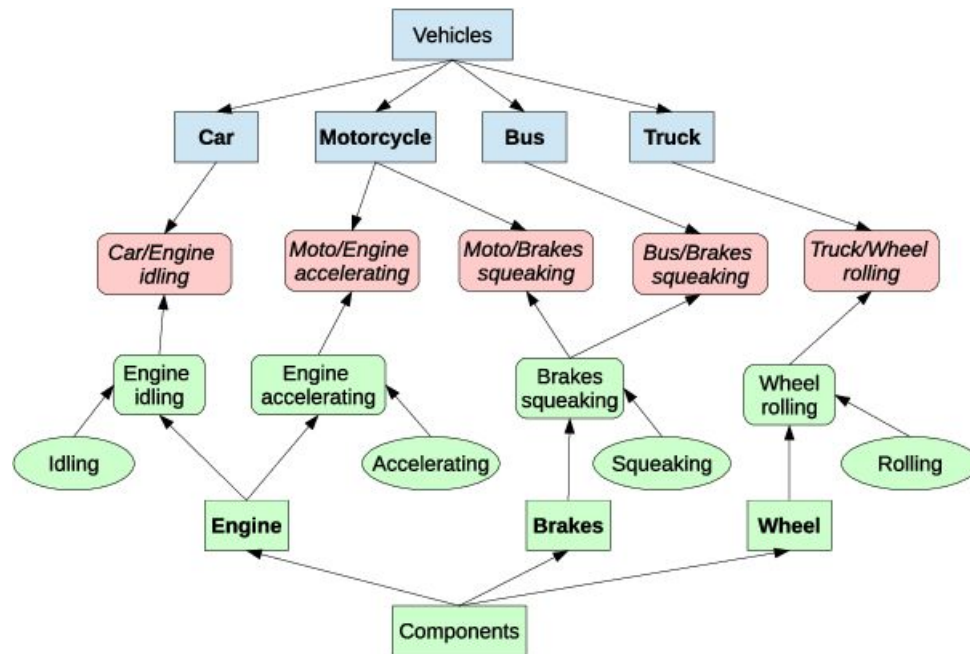 Vehicles
Car
Motorcycle
Bus
Truck
Car/Engine
idling
Moto/Engine
accelerating
Moto/Brakes
squeaking
Bus/Brakes
squeaking
Truck/Wheel
rolling
Engine
idling
Engine
accelerating
Brakes
squeaking
Wheel
rolling
Idling
Accelerating
Squeaking
Rolling
Engine
Brakes
Wheel
Components